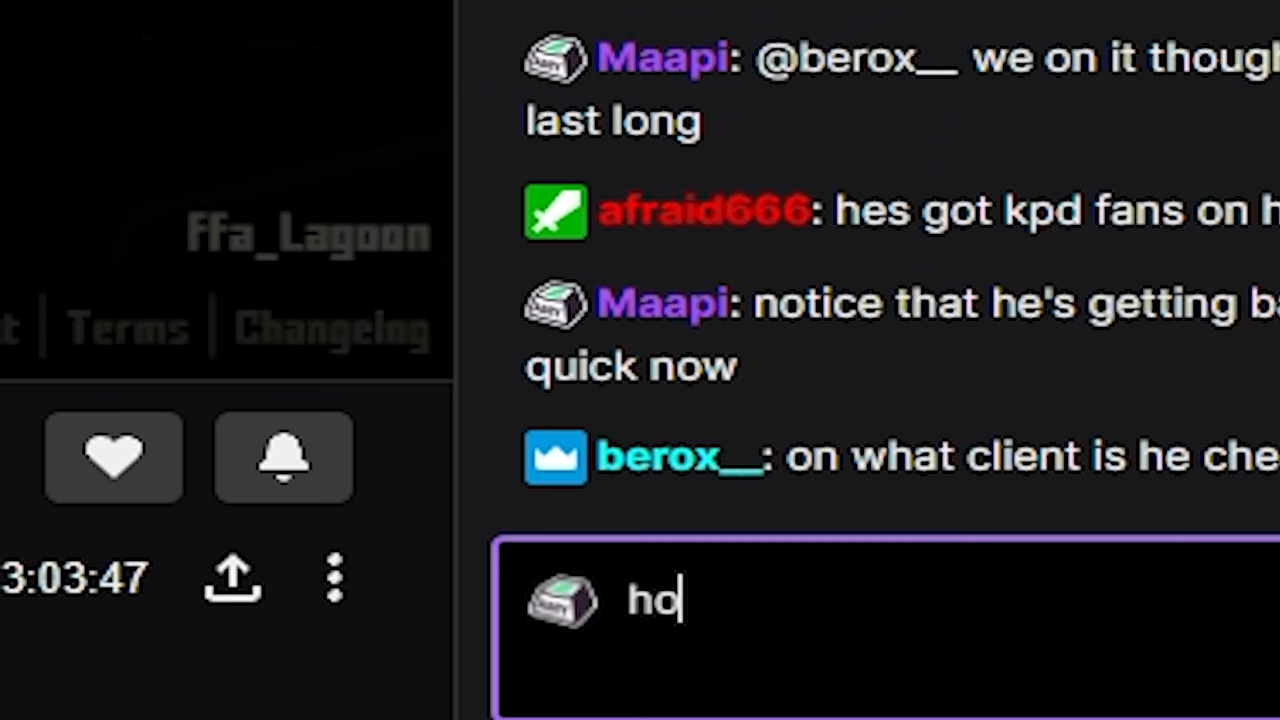 Maapi: @berox__ we on it though
last long
afraid666: hes got kpd fans on h
Maapi: notice that he's getting ba
quick now
berox__: on what client is he che
ho
ffa_Lagoon
t | Terms | Changelog
3:03:47